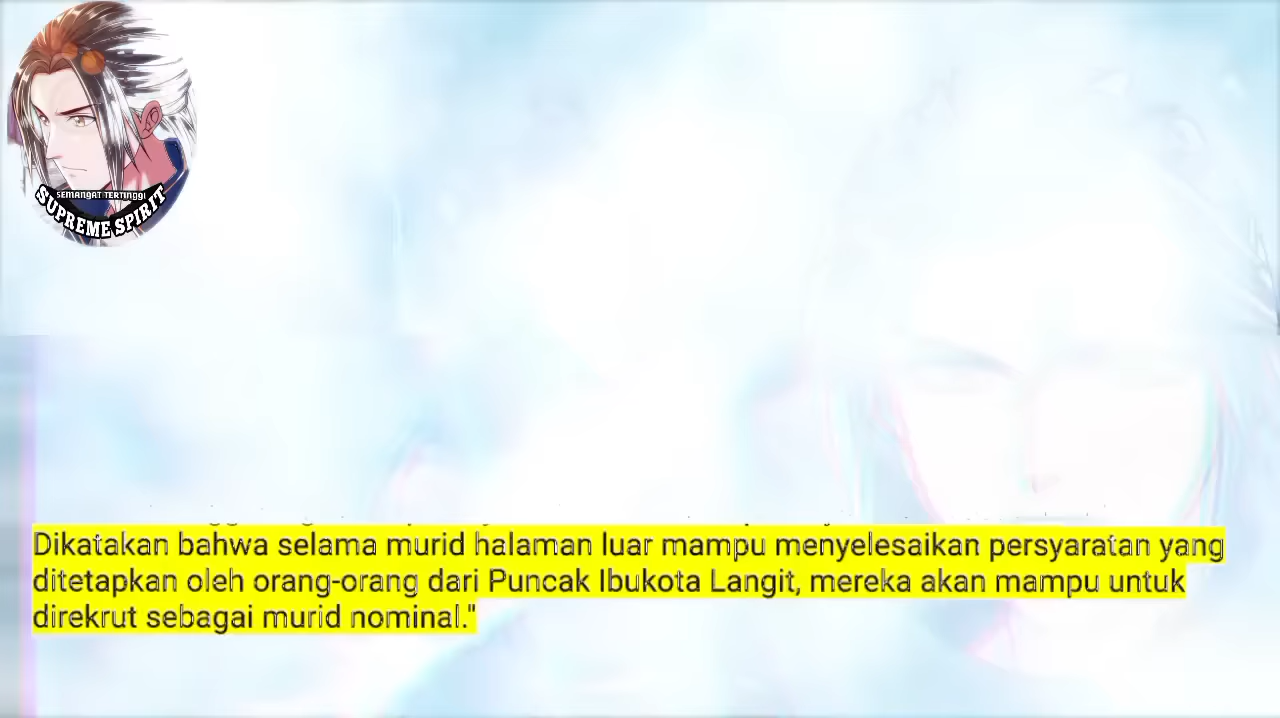 SEMANGAT TERTINGGI
SUPREME SPIRIT
Dikatakan bahwa selama murid halaman luar mampu menyelesaikan persyaratan yang
ditetapkan oleh orang-orang dari Puncak Ibukota Langit, mereka akan mampu untuk
direkrut sebagai murid nominal."